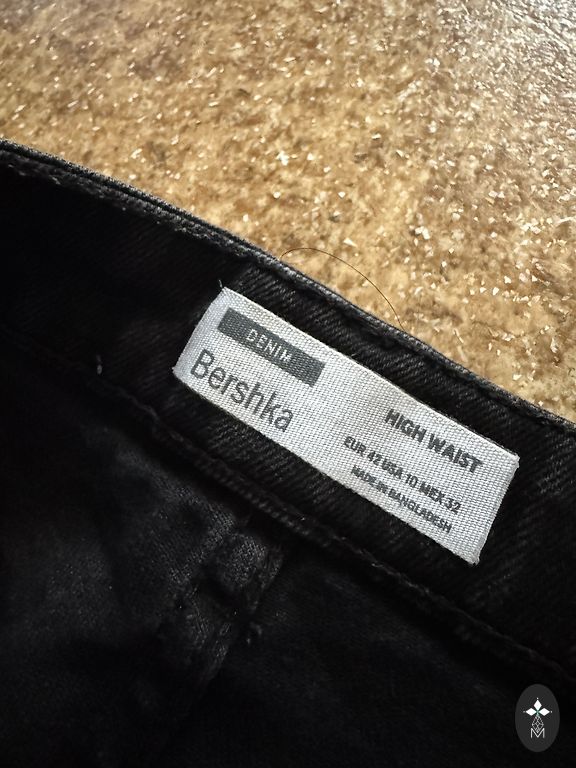 DENIM
Bershka
HIGH WAIST
EUR 42 USA 10 MEX 32
MADE IN BANGLADESH
M